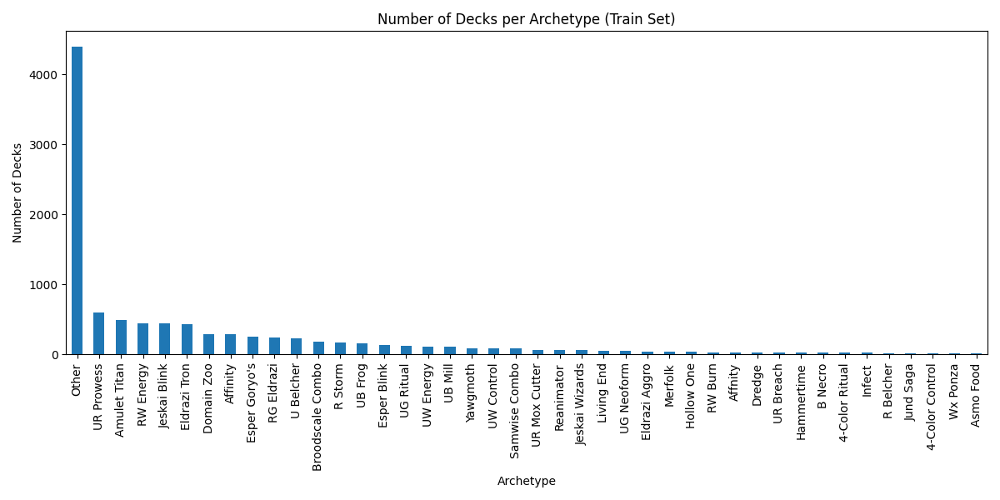 Number of Decks per Archetype (Train Set)
Number of Decks
4000
3000
2000
1000
0
Other
UR Prowess
Amulet Titan
RW Energy
Jeskai Blink
Eldrazi Tron
Domain Zoo
Affinity
Esper Goryo's
RG Eldrazi
U Belcher
Broodscale Combo
R Storm
UB Frog
Esper Blink
UG Ritual
UW Energy
UB Mill
Yawgmoth
UW Control
Samwise Combo
UR Mox Cutter
Reanimator
Jeskai Wizards
Living End
UG Neoform
Eldrazi Aggro
Merfolk
Hollow One
RW Burn
Affnity
Dredge
UR Breach
Hammertime
B Necro
4-Color Ritual
Infect
R Belcher
Jund Saga
4-Color Control
Wx Ponza
Asmo Food
Archetype